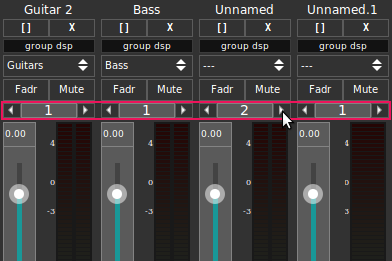 Guitar 2 Bass Unnamed Unnamed.1
[ ] X [ ] X [ ] X [ ] X
group dsp group dsp group dsp group dsp
Guitars Bass --- ---
Fadr Mute Fadr Mute Fadr Mute Fadr Mute
1 1 2 1
0.00 0.00 0.00 0.00
4 4 4 4
0 0 0 0
-3 -3 -3 -3